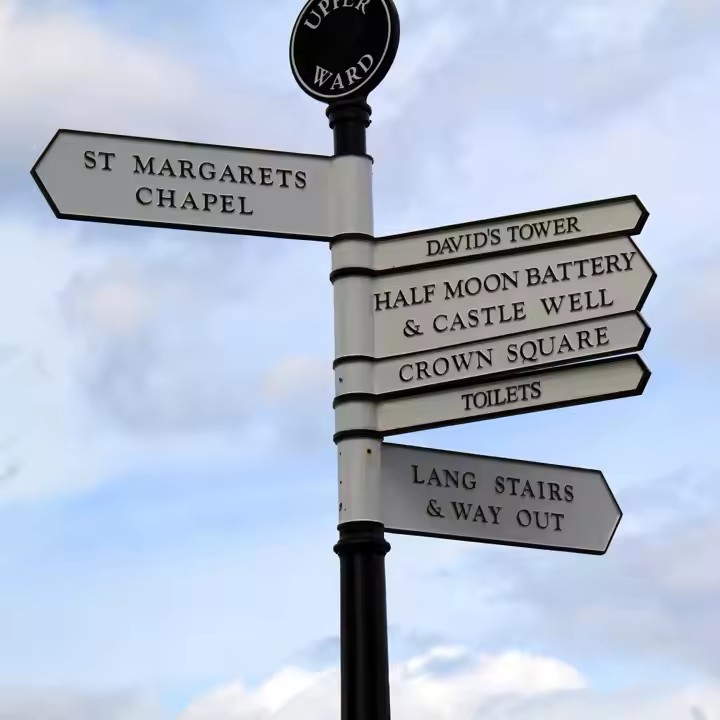 UPPER
WARD
ST MARGARETS
CHAPEL
DAVID'S TOWER
HALF MOON BATTERY
& CASTLE WELL
CROWN SQUARE
TOILETS
LANG STAIRS
& WAY OUT